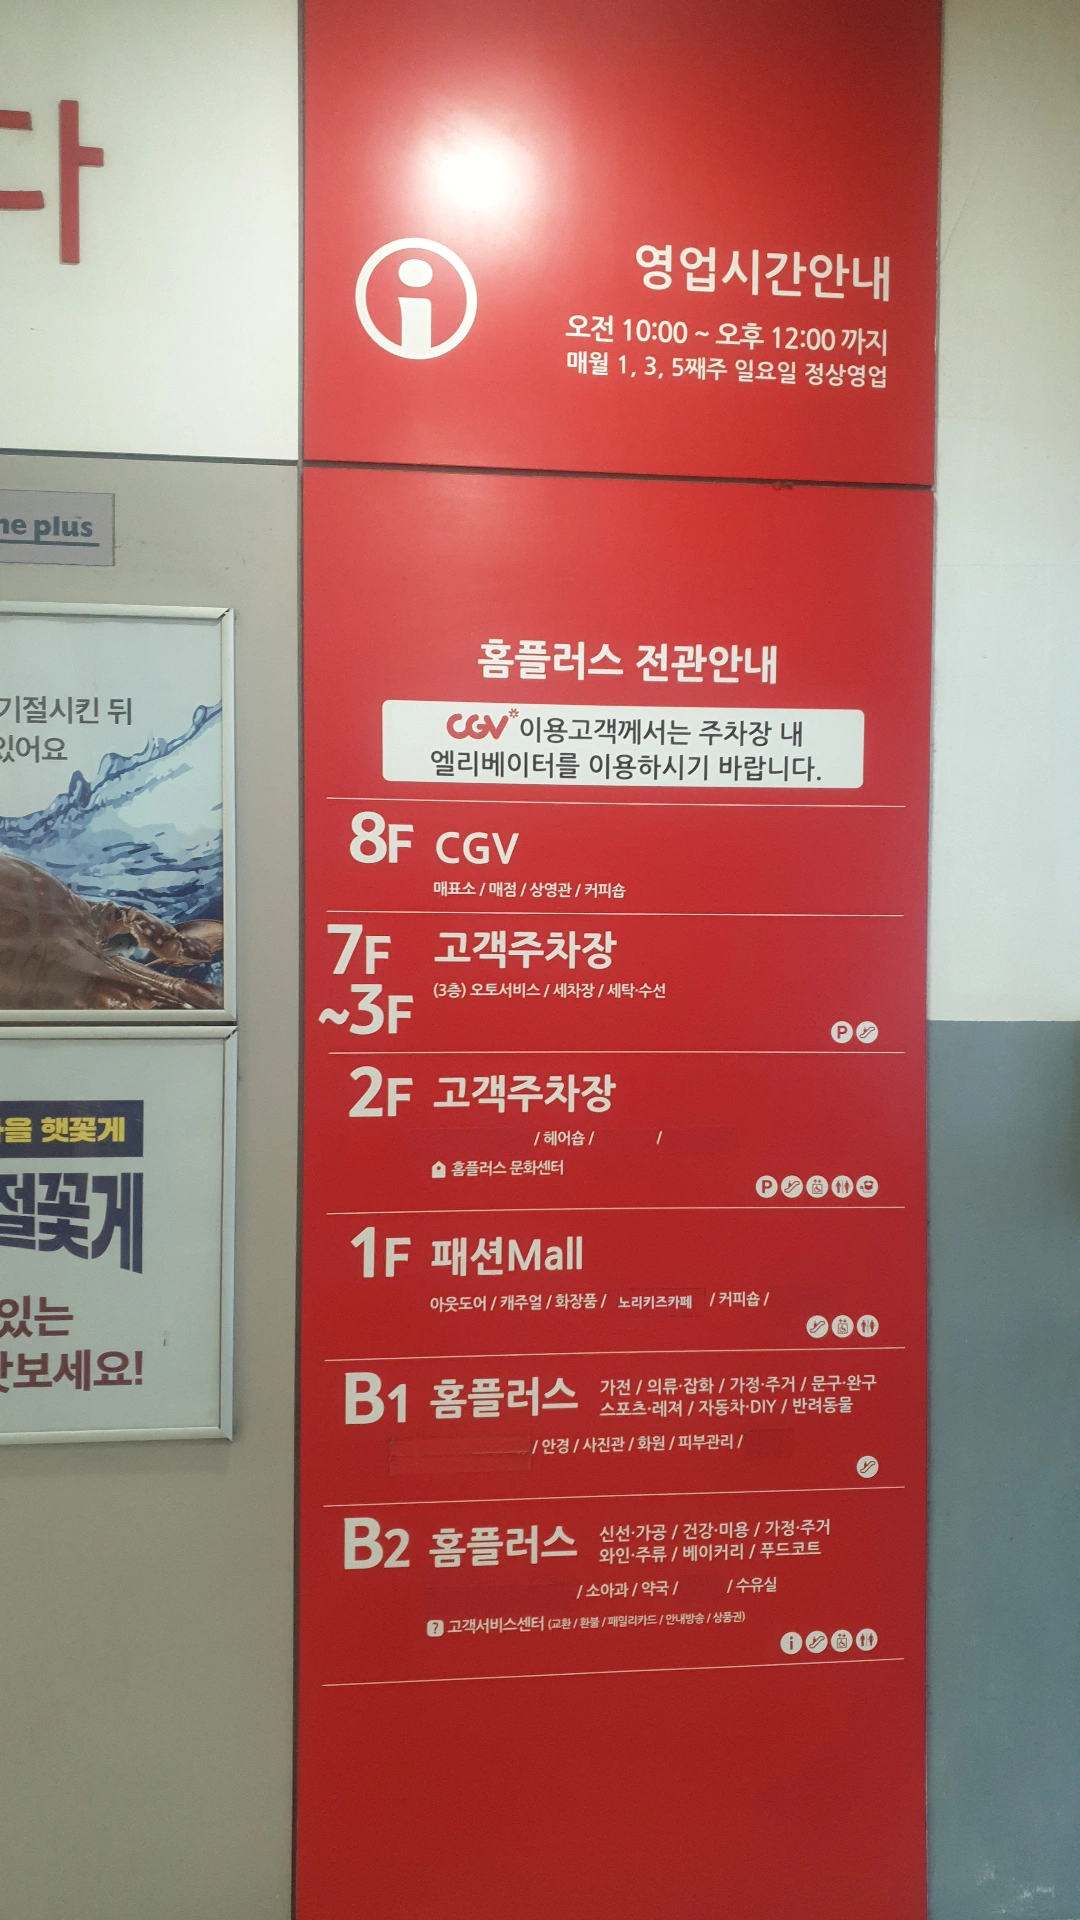 다
ne plus
기절시킨 뒤
있어요
햇꽃게
절꽃게
있는
맛보세요!
영업시간안내
오전 10:00 ~ 오후 12:00 까지
매월 1, 3, 5째주 일요일 정상영업
홈플러스 전관안내
CGV 이용고객께서는 주차장 내
엘리베이터를 이용하시기 바랍니다.
8F CGV
매표소 / 매점 / 상영관 / 커피숍
7F 고객주차장
~3F (3층) 오토서비스 / 세차장 / 세탁·수선
P
2F 고객주차장
/ 헤어숍 / /
홈플러스 문화센터
P
1F 패션Mall
아웃도어 / 캐주얼 / 화장품 / 노리키즈카페 / 커피숍 /
B1 홈플러스 가전 / 의류·잡화 / 가정·주거 / 문구·완구
스포츠·레져 / 자동차·DIY / 반려동물
/ 안경 / 사진관 / 화원 / 피부관리 /
B2 홈플러스 신선·가공 / 건강·미용 / 가정·주거
와인·주류 / 베이커리 / 푸드코트
/ 소아과 / 약국 / / 수유실
? 고객서비스센터 (교환 / 환불 / 패밀리카드 / 안내방송 / 상품권)